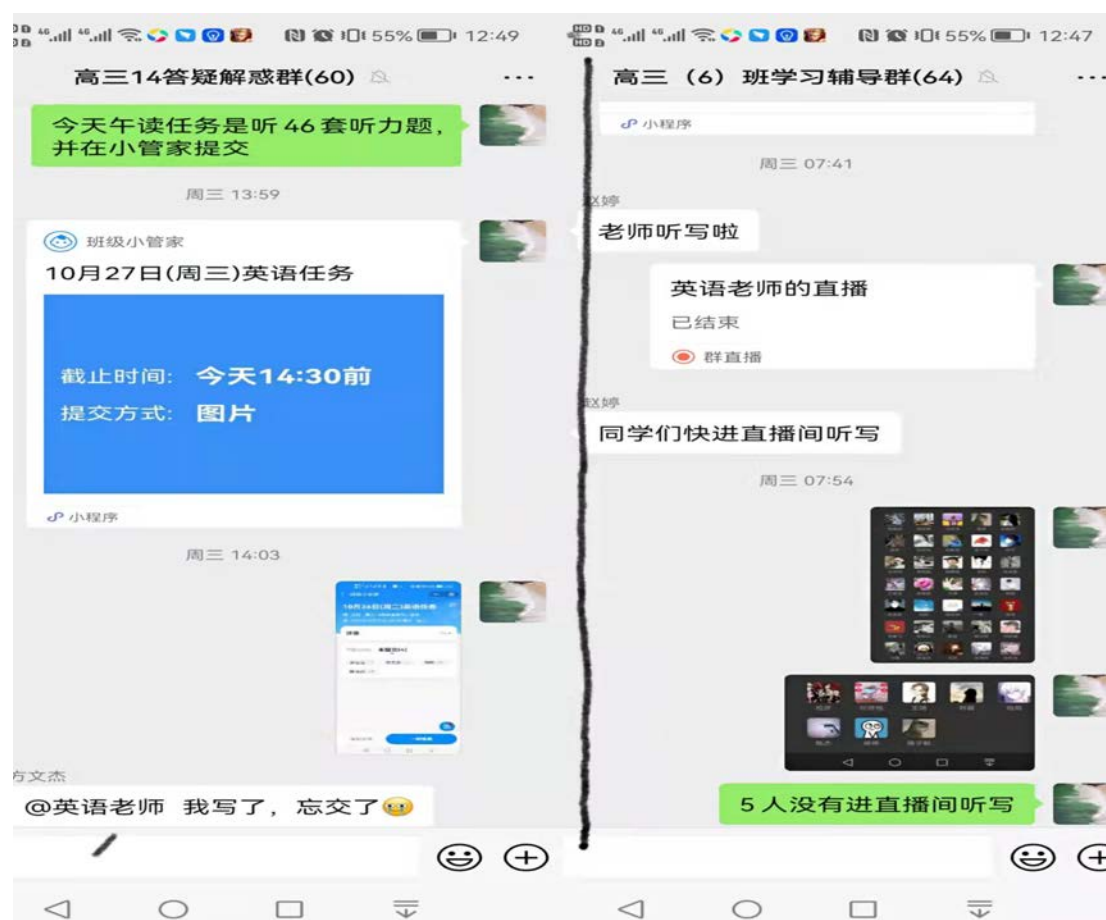 55% 12:49
高三14答疑解惑群(60)
今天午读任务是听46套听力题，
并在小管家提交
周三 13:59
班级小管家
10月27日(周三)英语任务
截止时间: 今天14:30前
提交方式: 图片
小程序
周三 14:03
方文杰
@英语老师 我写了，忘交了
55% 12:47
高三（6）班学习辅导群(64)
小程序
周三 07:41
赵婷
老师听写啦
英语老师的直播
已结束
群直播
赵婷
同学们快进直播间听写
周三 07:54
5人没有进直播间听写